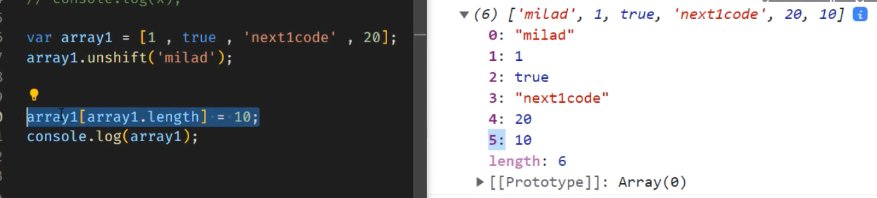 // console.log(x);
var array1 = [1 , true , 'next1code' , 20];
array1.unshift('milad');
array1[array1.length] = 10;
console.log(array1);
(6) ['milad', 1, true, 'next1code', 20, 10]
0: "milad"
1: 1
2: true
3: "next1code"
4: 20
5: 10
length: 6
[[Prototype]]: Array(0)